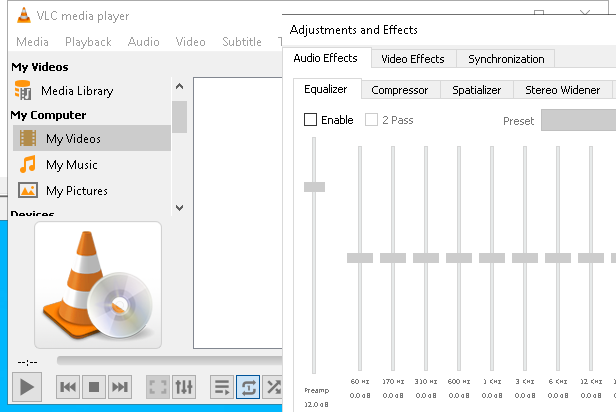 VLC media player
Media Playback Audio Video Subtitle
My Videos
Media Library
My Computer
My Videos
My Music
My Pictures
Devices
--:--
Adjustments and Effects
Audio Effects Video Effects Synchronization
Equalizer Compressor Spatializer Stereo Widener
Enable 2 Pass Preset
60 Hz 170 Hz 310 Hz 600 Hz 1 KHz 3 KHz 6 KHz 12 KHz
Preamp 0.0 dB 0.0 dB 0.0 dB 0.0 dB 0.0 dB 0.0 dB 0.0 dB 0.0 dB
12.0 dB